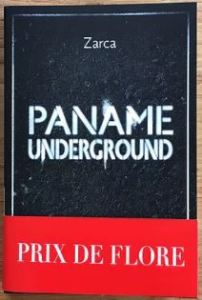 Zarca
PANAME
UNDERGROUND
PRIX DE FLORE